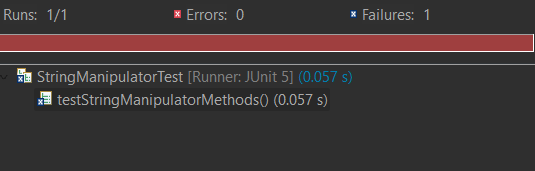 Runs: 1/1 Errors: 0 Failures: 1
StringManipulatorTest [Runner: JUnit 5] (0.057 s)
testStringManipulatorMethods() (0.057 s)